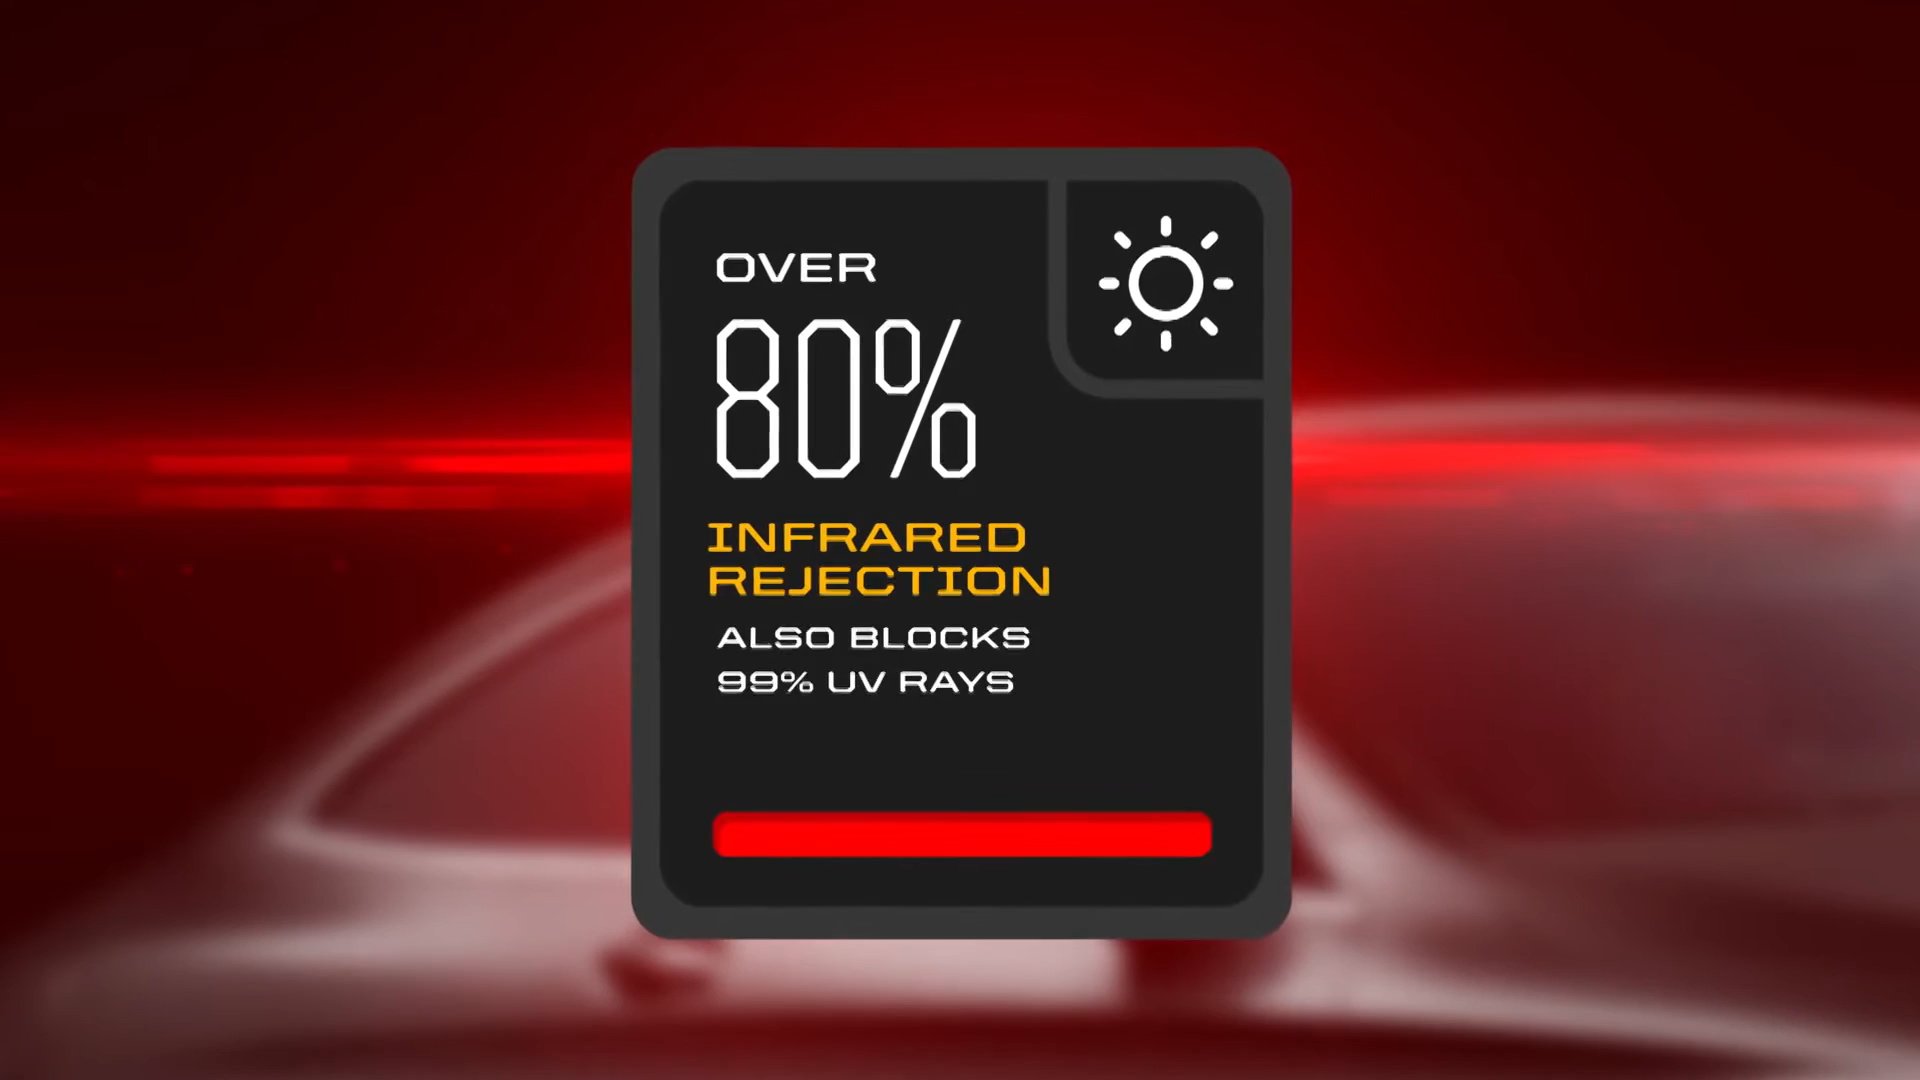 OVER
80%
INFRARED
REJECTION
ALSO BLOCKS
99% UV RAYS